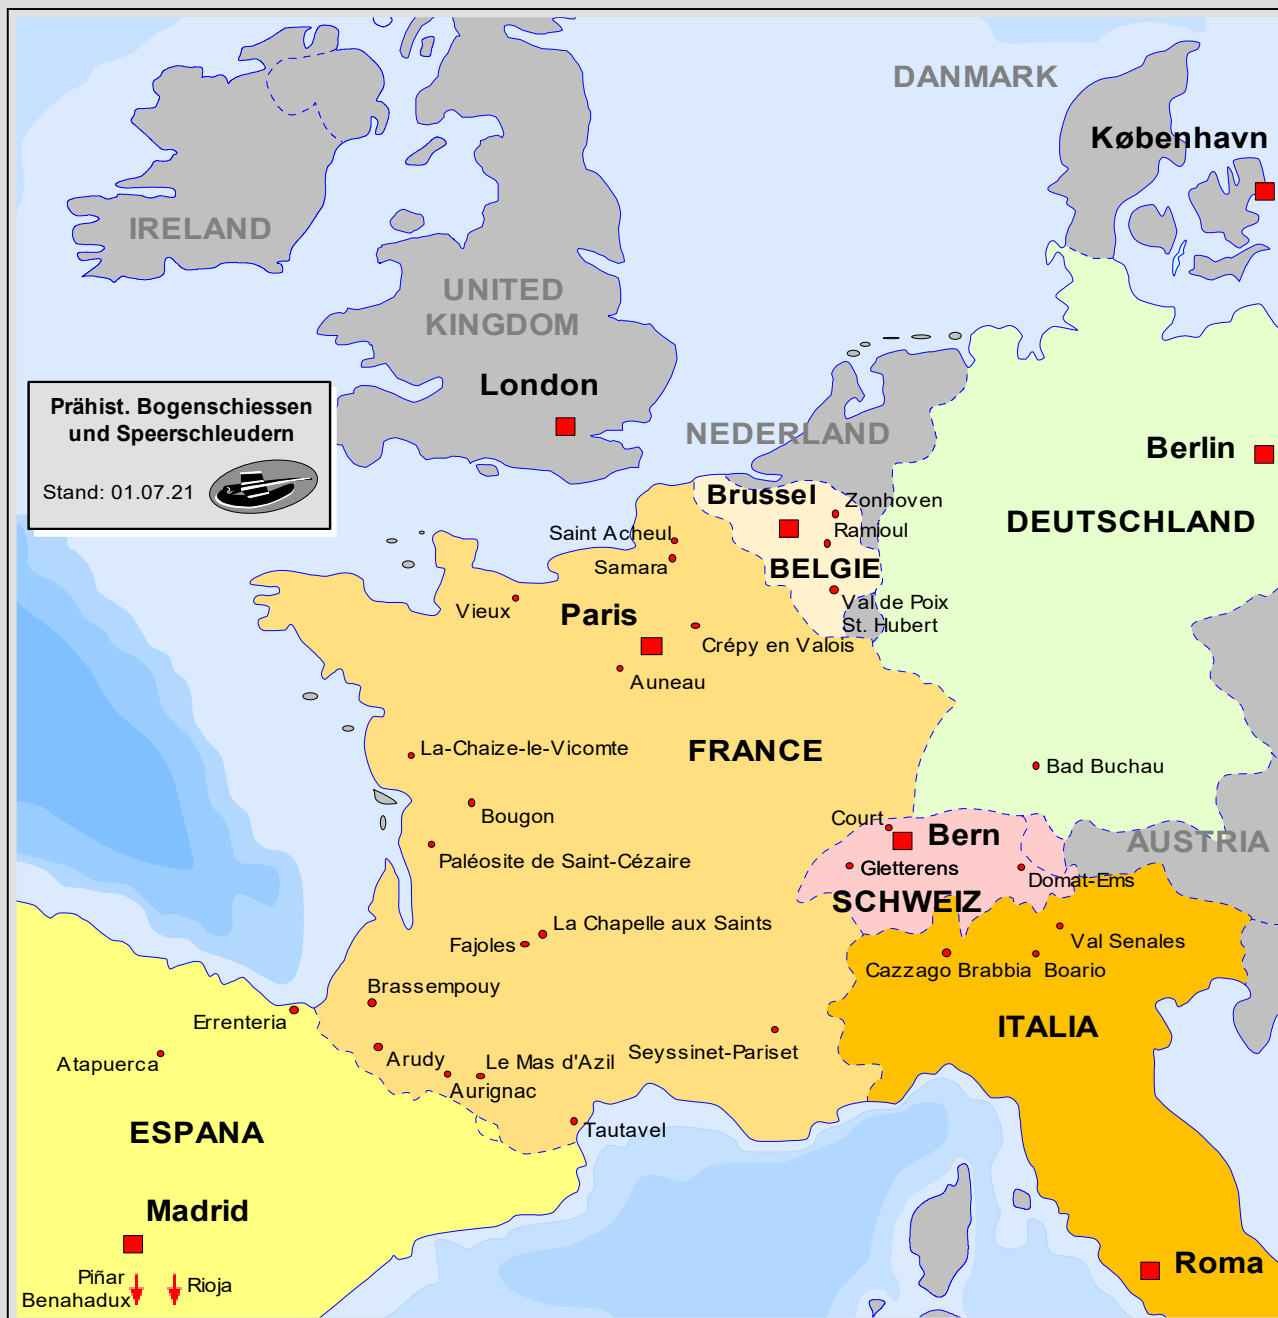 DANMARK
København
IRELAND
UNITED
KINGDOM
London
Prähist. Bogenschiessen
und Speerschleudern
Stand: 01.07.21
NEDERLAND
Berlin
Brussel
Zonhoven
DEUTSCHLAND
Saint Acheul
Ramioul
Samara
BELGIE
Vieux
Paris
Val de Poix
St. Hubert
Crépy en Valois
Auneau
La-Chaize-le-Vicomte
FRANCE
Bad Buchau
Bougon
Court
Bern
AUSTRIA
Paléosite de Saint-Cézaire
Gletterens
Domat-Ems
SCHWEIZ
La Chapelle aux Saints
Fajoles
Val Senales
Cazzago Brabbia
Boario
Brassempouy
Errenteria
ITALIA
Atapuerca
Arudy
Le Mas d'Azil
Seyssinet-Pariset
Aurignac
ESPANA
Tautavel
Madrid
Roma
Piñar
Rioja
Benahadux